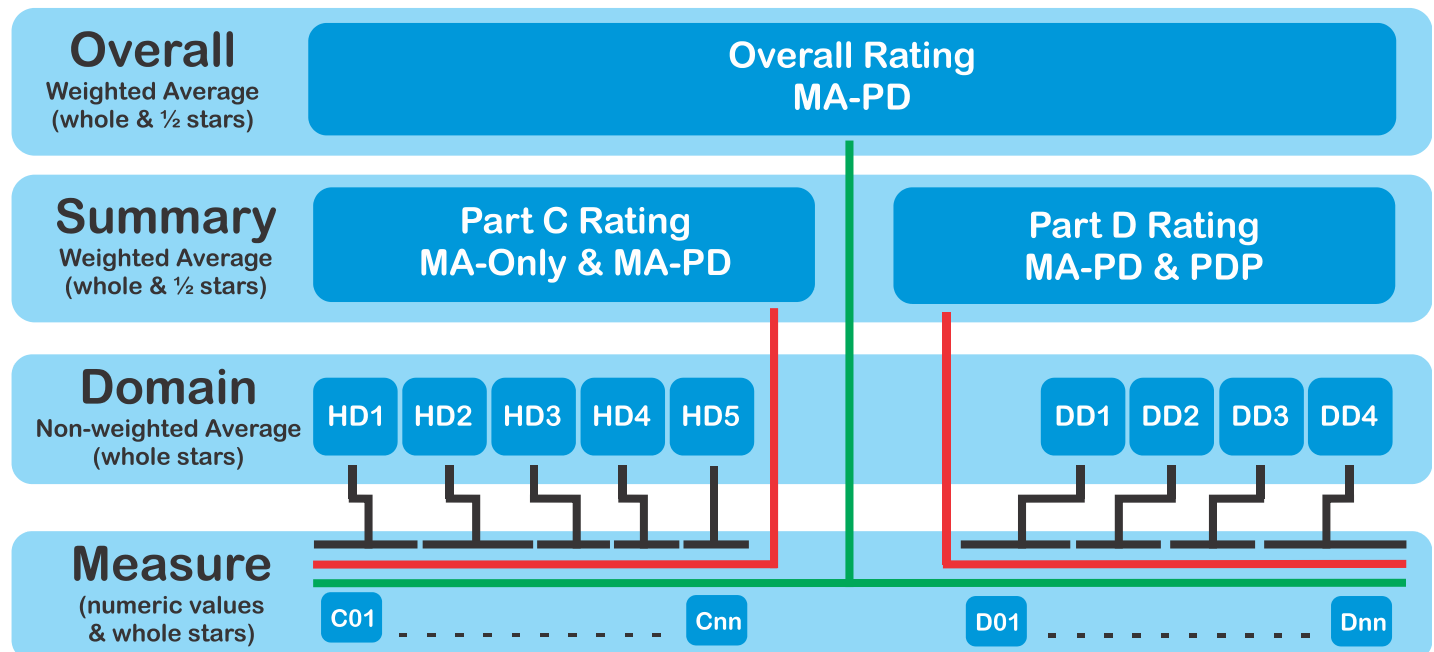 Overall
Weighted Average
(whole & ½ stars)
Overall Rating
MA-PD
Summary
Weighted Average
(whole & ½ stars)
Part C Rating
MA-Only & MA-PD
Part D Rating
MA-PD & PDP
Domain
Non-weighted Average
(whole stars)
HD1
HD2
HD3
HD4
HD5
DD1
DD2
DD3
DD4
Measure
(numeric values
& whole stars)
C01
Cnn
D01
Dnn